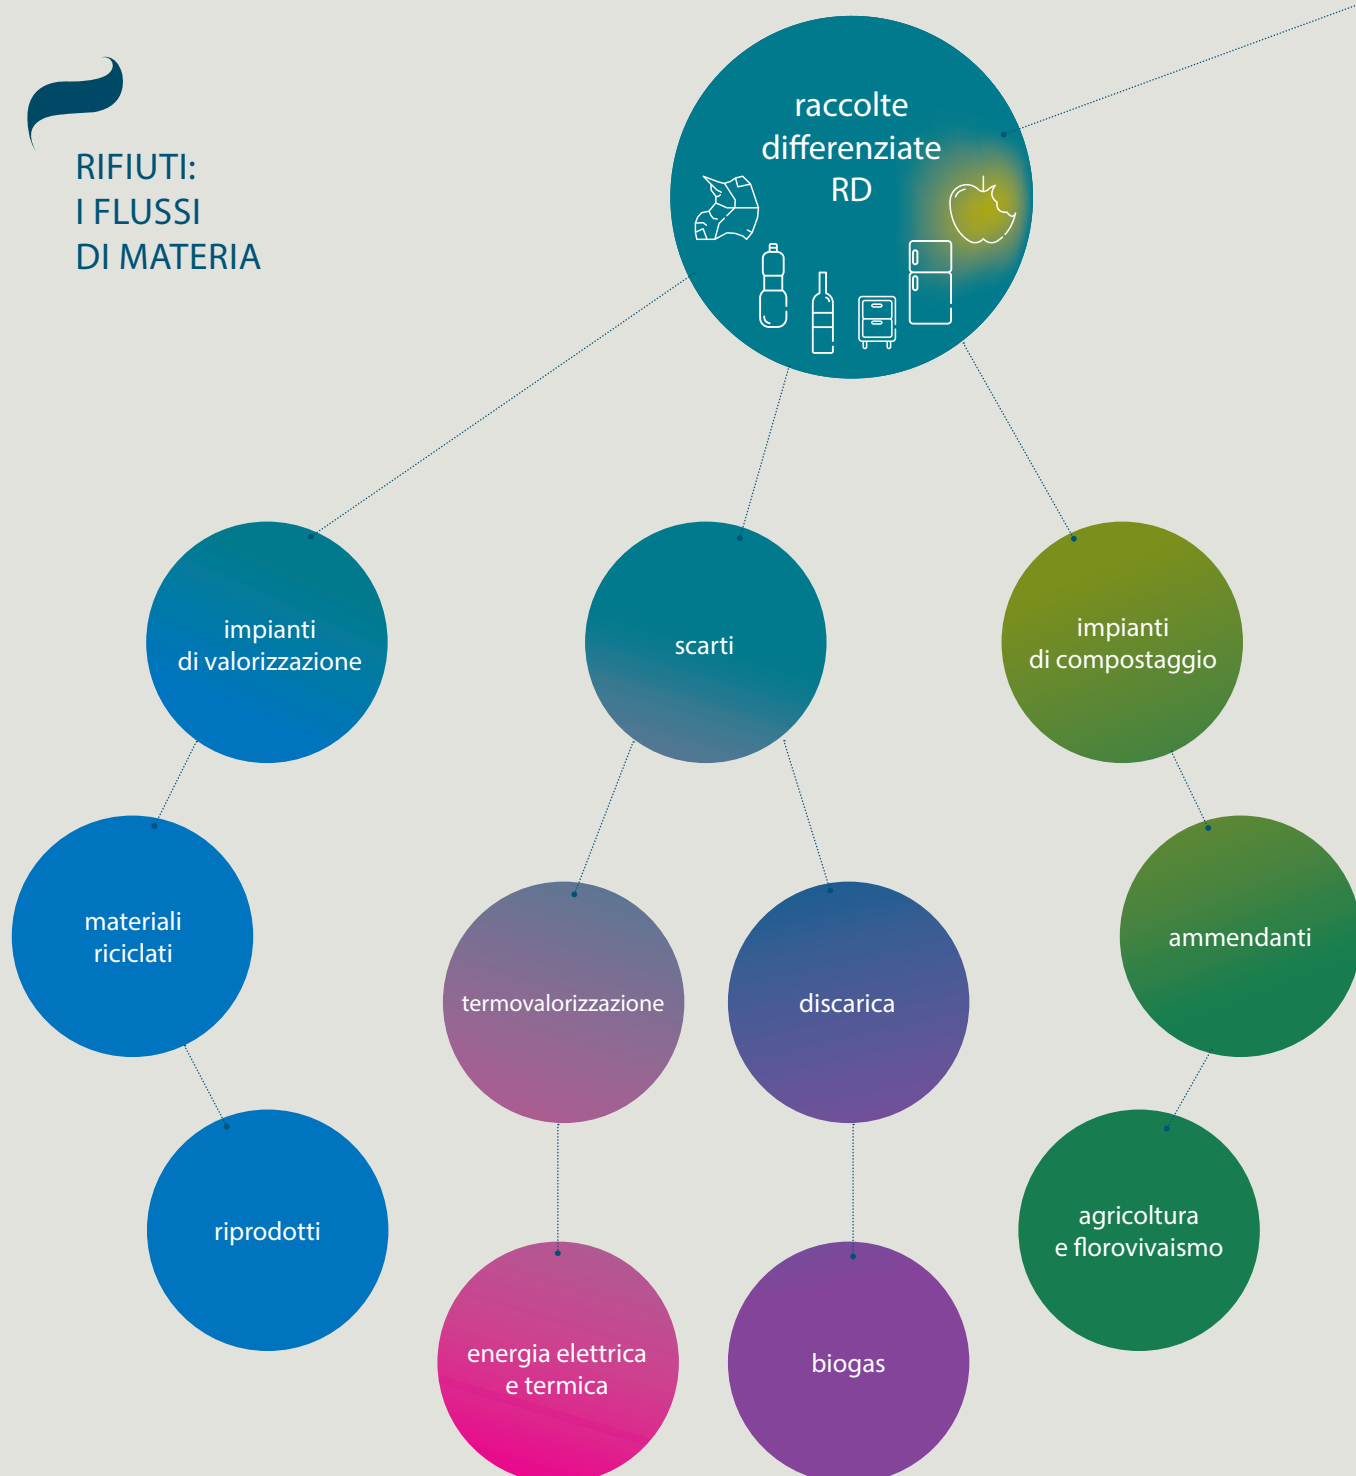 RIFIUTI:
I FLUSSI
DI MATERIA
raccolte
differenziate
RD
impianti
di valorizzazione
scarti
impianti
di compostaggio
materiali
riciclati
termovalorizzazione
discarica
ammendanti
riprodotti
energia elettrica
e termica
biogas
agricoltura
e florovivaismo